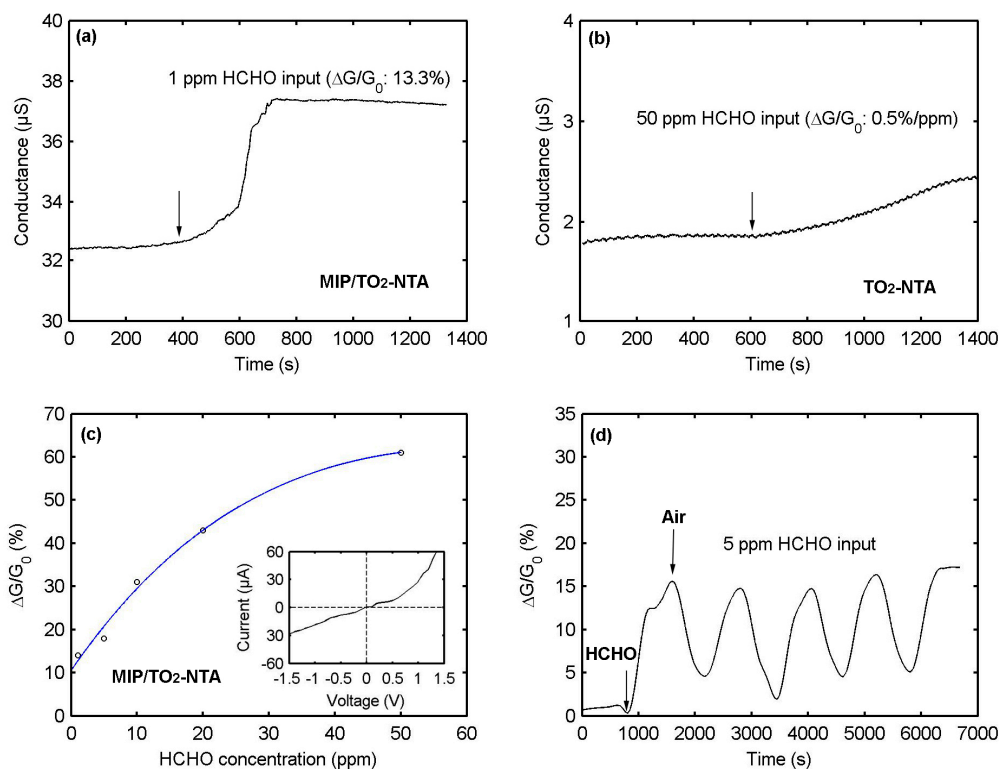 (a)
1 ppm HCHO input (ΔG/G₀: 13.3%)
MIP/TO₂-NTA
Conductance (µS)
40
38
36
34
32
30
0 200 400 600 800 1000 1200 1400
Time (s)
(b)
50 ppm HCHO input (ΔG/G₀: 0.5%/ppm)
TO₂-NTA
Conductance (µS)
4
3
2
1
0 200 400 600 800 1000 1200 1400
Time (s)
(c)
MIP/TO₂-NTA
ΔG/G₀ (%)
70
60
50
40
30
20
10
0
0 10 20 30 40 50 60
HCHO concentration (ppm)
Current (µA)
60
30
0
30
-60
-1.5 -1 -0.5 0 0.5 1 1.5
Voltage (V)
(d)
Air
5 ppm HCHO input
HCHO
ΔG/G₀ (%)
35
30
25
20
15
10
5
0
0 1000 2000 3000 4000 5000 6000 7000
Time (s)